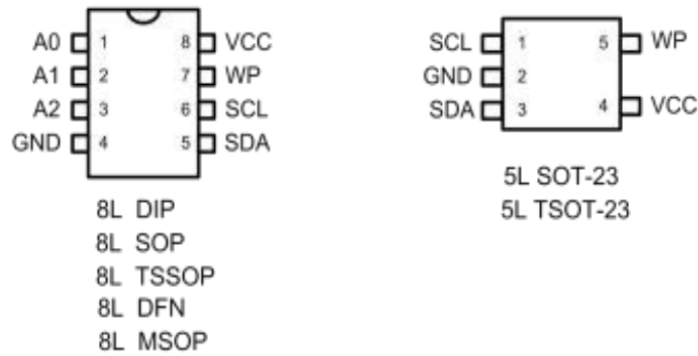 A0 1 8 VCC
A1 2 7 WP
A2 3 6 SCL
GND 4 5 SDA
8L DIP
8L SOP
8L TSSOP
8L DFN
8L MSOP
SCL 1 5 WP
GND 2
SDA 3 4 VCC
5L SOT-23
5L TSOT-23